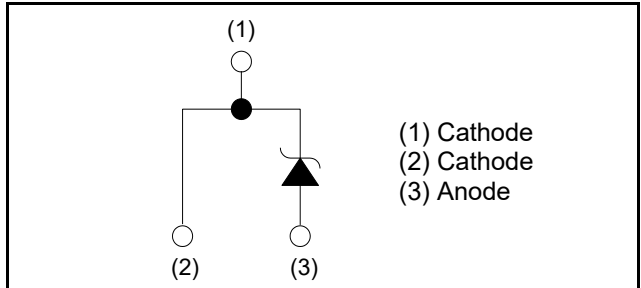 (1)
(1) Cathode
(2) Cathode
(3) Anode
(2)
(3)